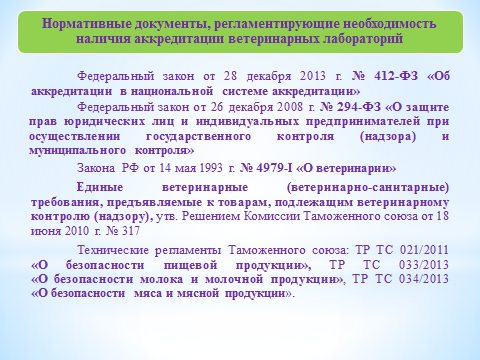 Нормативные документы, регламентирующие необходимость
наличия аккредитации ветеринарных лабораторий
Федеральный закон от 28 декабря 2013 г. № 412-ФЗ «Об
аккредитации в национальной системе аккредитации»
Федеральный закон от 26 декабря 2008 г. № 294-ФЗ «О защите
прав юридических лиц и индивидуальных предпринимателей при
осуществлении государственного контроля (надзора) и
муниципального контроля»
Закона РФ от 14 мая 1993 г. № 4979-I «О ветеринарии»
Единые ветеринарные (ветеринарно-санитарные)
требования, предъявляемые к товарам, подлежащим ветеринарному
контролю (надзору), утв. Решением Комиссии Таможенного союза от 18
июня 2010 г. № 317
Технические регламенты Таможенного союза: ТР ТС 021/2011
«О безопасности пищевой продукции», ТР ТС 033/2013
«О безопасности молока и молочной продукции», ТР ТС 034/2013
«О безопасности мяса и мясной продукции».